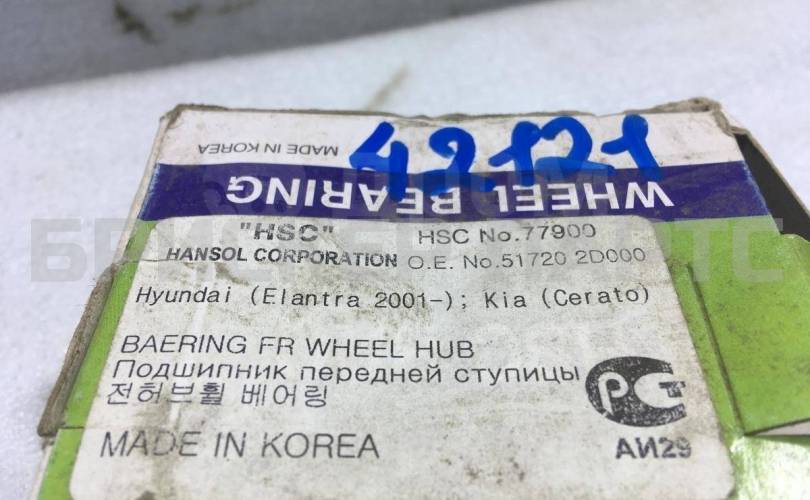 42121
MADE IN KOREA
WHEEL BEARING
"HSC" HSC No.77900
HANSOL CORPORATION O.E. No.51720 2D000
Hyundai (Elantra 2001-); Kia (Cerato)
BAERING FR WHEEL HUB
Подшипник передней ступицы
전허브휠 베어링
РСТ
MADE IN KOREA
АИ29